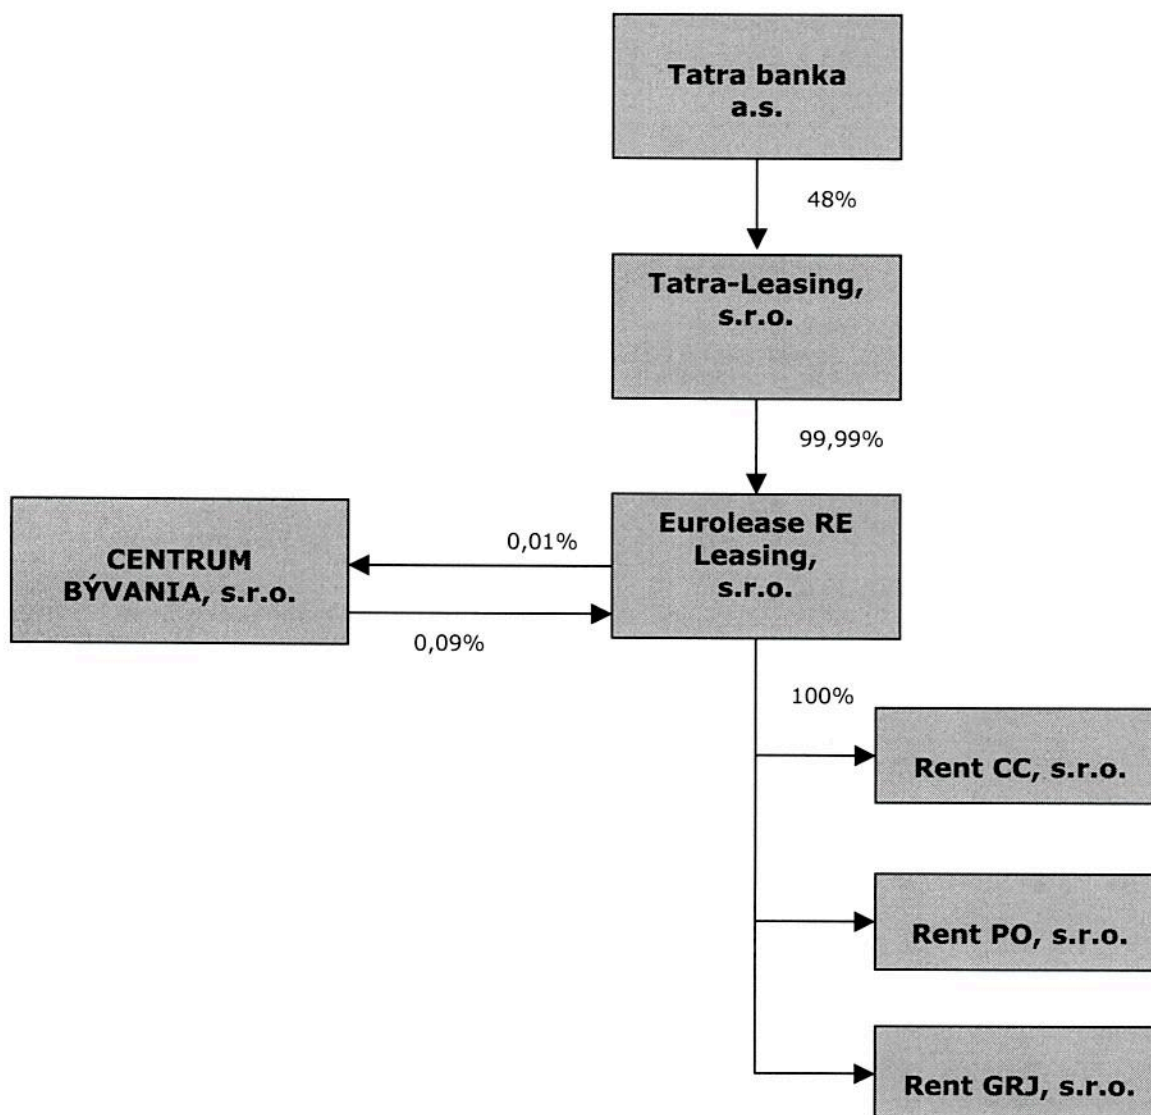 Tatra banka
a.s.
48%
Tatra-Leasing,
s.r.o.
99,99%
Eurolease RE
Leasing,
s.r.o.
0,01%
CENTRUM
BÝVANIA, s.r.o.
0,09%
100%
Rent CC, s.r.o.
Rent PO, s.r.o.
Rent GRJ, s.r.o.